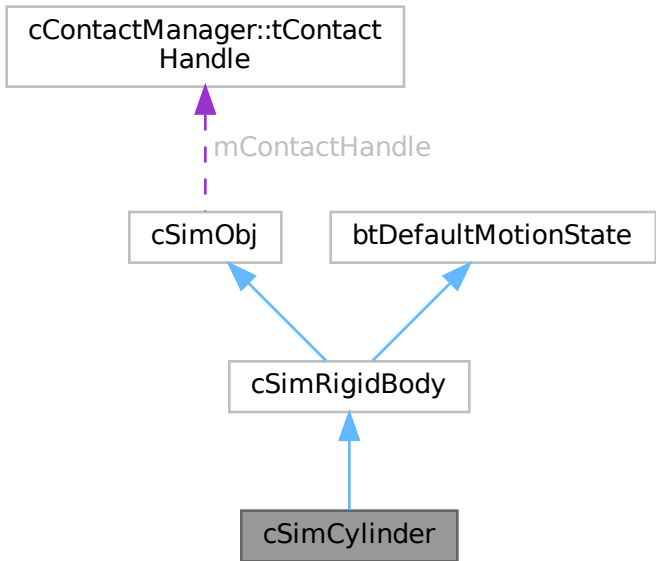 cContactManager::tContact
Handle
mContactHandle
cSimObj
btDefaultMotionState
cSimRigidBody
cSimCylinder